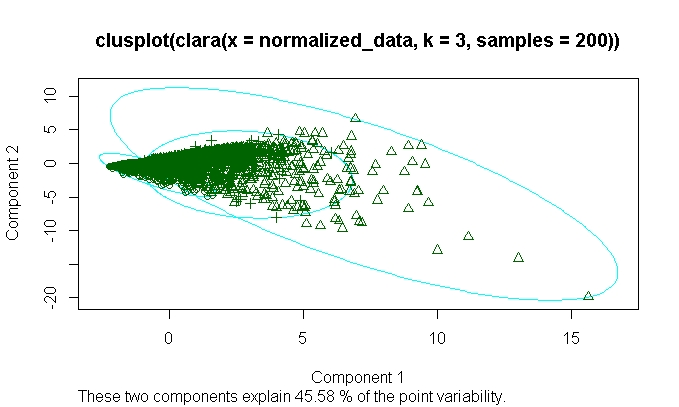 clusplot(clara(x = normalized_data, k = 3, samples = 200))
10
5
0
-5
-10
-20
Component 2
0
5
10
15
Component 1
These two components explain 45.58 % of the point variability.